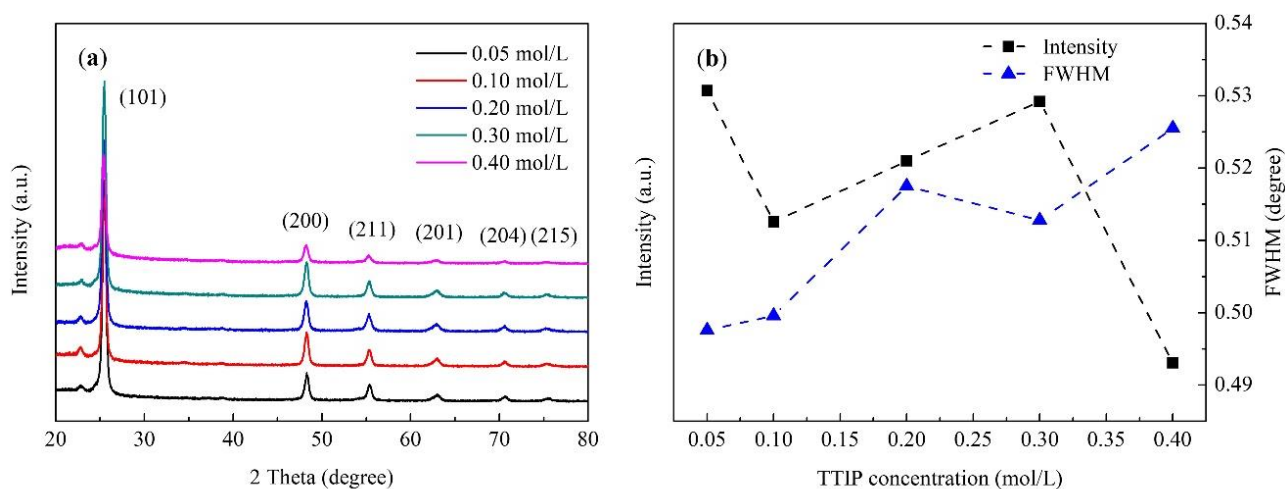 (a)
0.05 mol/L
0.10 mol/L
0.20 mol/L
0.30 mol/L
0.40 mol/L
(101)
(200)
(211)
(201)
(204)
(215)
Intensity (a.u.)
20
30
40
50
60
70
80
2 Theta (degree)
(b)
Intensity
FWHM
Intensity (a.u.)
0.54
0.53
0.52
0.51
0.50
0.49
FWHM (degree)
0.05
0.10
0.15
0.20
0.25
0.30
0.35
0.40
TTIP concentration (mol/L)